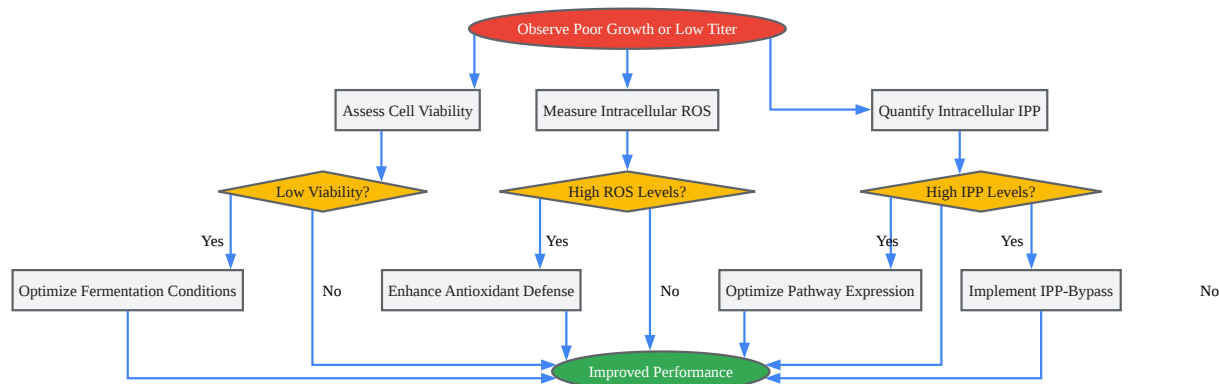 Observe Poor Growth or Low Titer
Assess Cell Viability
Measure Intracellular ROS
Quantify Intracellular IPP
Low Viability?
High ROS Levels?
High IPP Levels?
Yes
Yes
Yes
Yes
Optimize Fermentation Conditions
No
Enhance Antioxidant Defense
No
Optimize Pathway Expression
Implement IPP-Bypass
No
Improved Performance